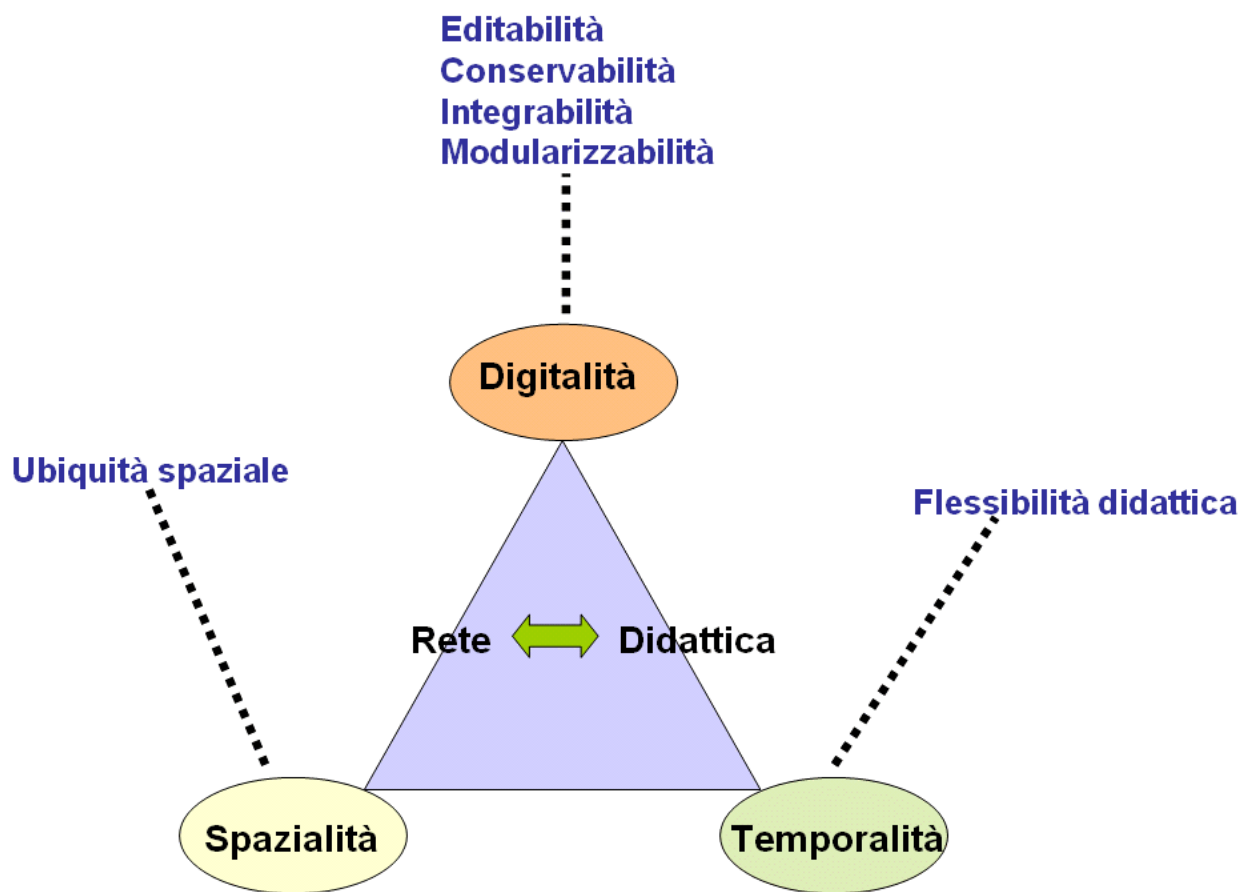 Editabilità
Conservabilità
Integrabilità
Modularizzabilità
Digitalità
Ubiquità spaziale
Flessibilità didattica
Rete
Didattica
Spazialità
Temporalità